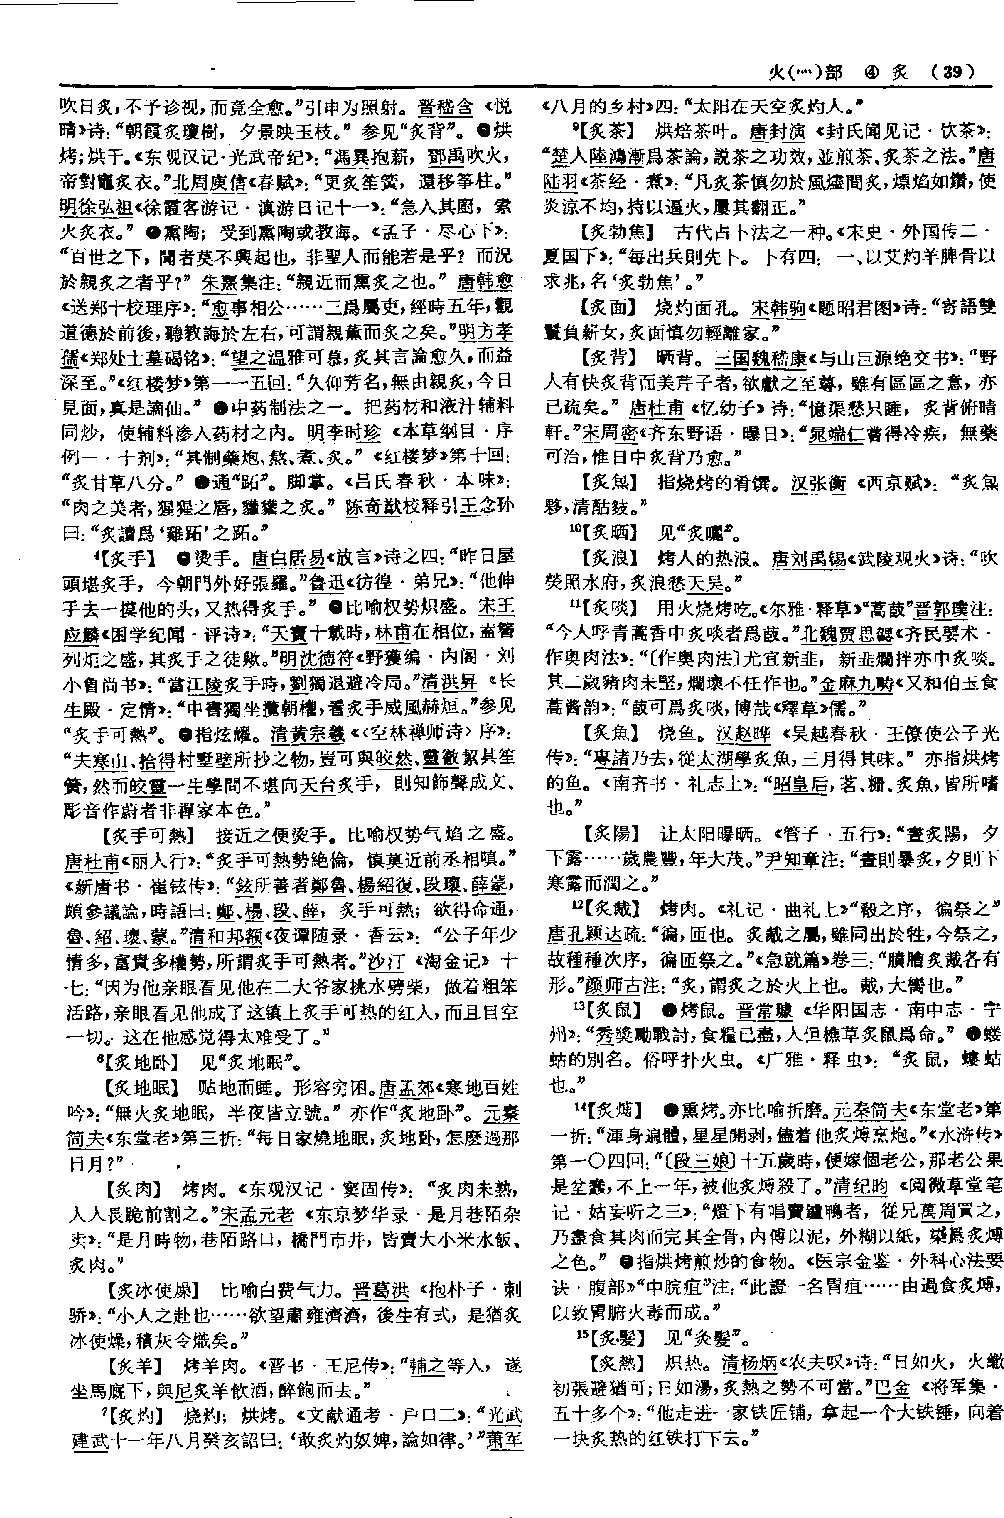 火(灬)部 ④ 炙 (39)
吹日炙，不予诊视，而竟全愈。”引申为照射。晋嵇含《悦
晴》诗：“朝霞炙瓊樹，夕景映玉枝。”参见“炙背”。❸烘
烤；烘干。《东观汉记·光武帝纪》：“馮異抱薪，鄧禹吹火，
帝對竈炙衣。”北周庾信《春赋》：“更炙笙簧，還移筝柱。”
明徐弘祖《徐霞客游记·滇游日记十一》：“急入其囪，索
火炙衣。”❹熏陶；受到熏陶或教诲。《孟子·尽心下》：
“百世之下，聞者莫不興起也，非聖人而能若是乎？而況
於親炙之者乎？”朱熹集注：“親近而熏炙之也。”唐韩愈
《送郑十校理序》：“愈事相公……三爲屬吏，經時五年，觀
道德於前後，聽教誨於左右，可謂親薰而炙之矣。”明方孝
孺《郑处士墓碣铭》：“望之温雅可慕，炙其言論愈久，而益
深至。”《红楼梦》第一一五回：“久仰芳名，無由親炙，今日
見面，真是謫仙。”❺中药制法之一。把药材和液汁辅料
同炒，使辅料渗入药材之内。明李时珍《本草纲目·序
例一·十剂》：“其制藥炮、熬、煮、炙。”《红楼梦》第十回：
“炙甘草八分。”❻通“跖”。脚掌。《吕氏春秋·本味》：
“肉之美者，猩猩之唇，獾獾之炙。”陈奇猷校释引王念孙
曰：“炙讀爲‘雞跖’之跖。”
4【炙手】 ❶烫手。唐白居易《放言》诗之四：“昨日屋
頭堪炙手，今朝門外好張羅。”鲁迅《彷徨·弟兄》：“他伸
手去一摸他的头，又热得炙手。”❷比喻权势炽盛。宋王
应麟《困学纪闻·评诗》：“天寶十載時，林甫在相位，盍簪
列炬之盛，其炙手之徒歟。”明沈德符《野獲编·内阁·刘
小鲁尚书》：“當江陵炙手時，劉獨退避冷局。”清洪昇《长
生殿·定情》：“中書獨坐攬朝權，看炙手威風赫烜。”参见
“炙手可熱”。❸指炫耀。清黄宗羲《〈空林禅师诗〉序》：
“夫寒山、拾得村墅壁所抄之物，豈可與皎然、靈徹絜其笙
簧，然而皎靈一生學問不堪向天台炙手，則知飾聲成文、
彫音作蔚者非禪家本色。”
【炙手可熱】 接近之便烫手。比喻权势气焰之盛。
唐杜甫《丽人行》：“炙手可熱勢絶倫，慎莫近前丞相嗔。”
《新唐书·崔铉传》：“鉉所善者鄭魯、楊紹復、段瓌、薛蒙，
頗參議論，時語曰：鄭、楊、段、薛，炙手可熱；欲得命通，
魯、紹、瓌、蒙。”清和邦额《夜谭随录·香云》：“公子年少
情多，富貴多權勢，所謂炙手可熱者。”沙汀《淘金记》十
七：“因为他亲眼看见他在二大爷家挑水劈柴，做着粗笨
活路，亲眼看见他成了这镇上炙手可热的红人，而且目空
一切。这在他感觉得太难受了。”
6【炙地卧】 见“炙地眠”。
【炙地眠】 贴地而睡。形容穷困。唐孟郊《寒地百姓
吟》：“無火炙地眠，半夜皆立號。”亦作“炙地卧”。元秦
简夫《东堂老》第三折：“每日家燒地眠，炙地卧，怎麽過那
日月？”
【炙肉】 烤肉。《东观汉记·窦固传》：“炙肉未熟，
人人畏跪前割之。”宋孟元老《东京梦华录·是月巷陌杂
卖》：“是月時物，巷陌路口，橋門市井，皆賣大小米水飯、
炙肉。”
【炙冰使燥】 比喻白费气力。晋葛洪《抱朴子·刺
骄》：“小人之赴也……欲望肅雍濟濟，後生有式，是猶炙
冰使燥，積灰令熾矣。”
【炙羊】 烤羊肉。《晋书·王尼传》：“輔之等入，遂
坐馬廄下，與尼炙羊飲酒，醉飽而去。”
7【炙灼】 烧灼；烘烤。《文献通考·户口二》：“光武
建武十一年八月癸亥詔曰：‘敢炙灼奴婢，論如律。’”萧军
《八月的乡村》四：“太阳在天空炙灼人。”
9【炙茶】 烘焙茶叶。唐封演《封氏闻见记·饮茶》：
“楚人陸鴻漸爲茶論，説茶之功效，並煎茶、炙茶之法。”唐
陆羽《茶经·煮》：“凡炙茶慎勿於風燼間炙，熛焰如鑽，使
炎涼不均，持以逼火，屢其翻正。”
【炙勃焦】 古代占卜法之一种。《宋史·外国传二·
夏国下》：“每出兵則先卜。卜有四：一、以艾灼羊脾骨以
求兆，名‘炙勃焦’。”
【炙面】 烧灼面孔。宋韩驹《题昭君图》诗：“寄語雙
鬟負薪女，炙面慎勿輕離家。”
【炙背】 晒背。三国魏嵇康《与山巨源绝交书》：“野
人有快炙背而美芹子者，欲獻之至尊，雖有區區之意，亦
已疏矣。”唐杜甫《忆幼子》诗：“憶渠愁只睡，炙背俯晴
軒。”宋周密《齐东野语·曝日》：“晁端仁嘗得冷疾，無藥
可治，惟日中炙背乃愈。”
【炙炰】 指烧烤的肴馔。汉张衡《西京赋》：“炙炰
夥，清酤𢾅。”
10【炙晒】 见“炙曬”。
【炙浪】 烤人的热浪。唐刘禹锡《武陵观火》诗：“吹
熒照水府，炙浪愁天吴。”
11【炙啖】 用火烧烤吃。《尔雅·释草》“蒿菣”晋郭璞注：
“今人呼青蒿香中炙啖者爲菣。”北魏贾思勰《齐民要术·
作奥肉法》：“〔作奥肉法〕尤宜新韭，新韭爛拌亦中炙啖。
其二歲豬肉未堅，爛壞不任作也。”金麻九畴《又和伯玉食
蒿酱韵》：“菣可爲炙啖，博哉《釋草》儒。”
【炙魚】 烧鱼。汉赵晔《吴越春秋·王僚使公子光
传》：“專諸乃去，從太湖學炙魚，三月得其味。”亦指烘烤
的鱼。《南齐书·礼志上》：“昭皇后，茗、粣、炙魚，皆所嗜
也。”
【炙陽】 让太阳曝晒。《管子·五行》：“晝炙陽，夕
下露……歲農豐，年大茂。”尹知章注：“晝則暴炙，夕則下
寒露而潤之。”
12【炙胾】 烤肉。《礼记·曲礼上》“殽之序，徧祭之”
唐孔颖达疏：“徧，匝也。炙胾之屬，雖同出於牲，今祭之，
故種種次序，徧匝祭之。”《急就篇》卷三：“膹膾炙胾各有
形。”颜师古注：“炙，謂炙之於火上也。胾，大臠也。”
13【炙鼠】 ❶烤鼠。晋常璩《华阳国志·南中志·宁
州》：“秀獎勵戰討，食糧已盡，人但樵草炙鼠爲命。”❷蝼
蛄的别名。俗呼扑火虫。《广雅·释虫》：“炙鼠，螻蛄
也。”
14【炙煿】 ❶熏烤。亦比喻折磨。元秦简夫《东堂老》第
一折：“渾身遍體，星星開剥，儘着他炙煿烹炮。”《水浒传》
第一〇四回：“〔段三娘〕十五歲時，便嫁個老公，那老公果
是坌蠢，不上一年，被他炙煿殺了。”清纪昀《阅微草堂笔
记·姑妄听之三》：“燈下有唱賣鑪鴨者，從兄萬周買之，
乃盡食其肉而完其全骨，内傅以泥，外糊以紙，染爲炙煿
之色。”❷指烘烤煎炒的食物。《医宗金鉴·外科心法要
诀·腹部》“中脘疽”注：“此證一名胃疽……由過食炙煿，
以致胃腑火毒而成。”
15【炙髮】 见“灸髮”。
【炙熱】 炽热。清杨炳《农夫叹》诗：“日如火，火繖
初張避猶可；日如湯，炙熱之勢不可當。”巴金《将军集·
五十多个》：“他走进一家铁匠铺，拿起一个大铁锤，向着
一块炙热的红铁打下去。”